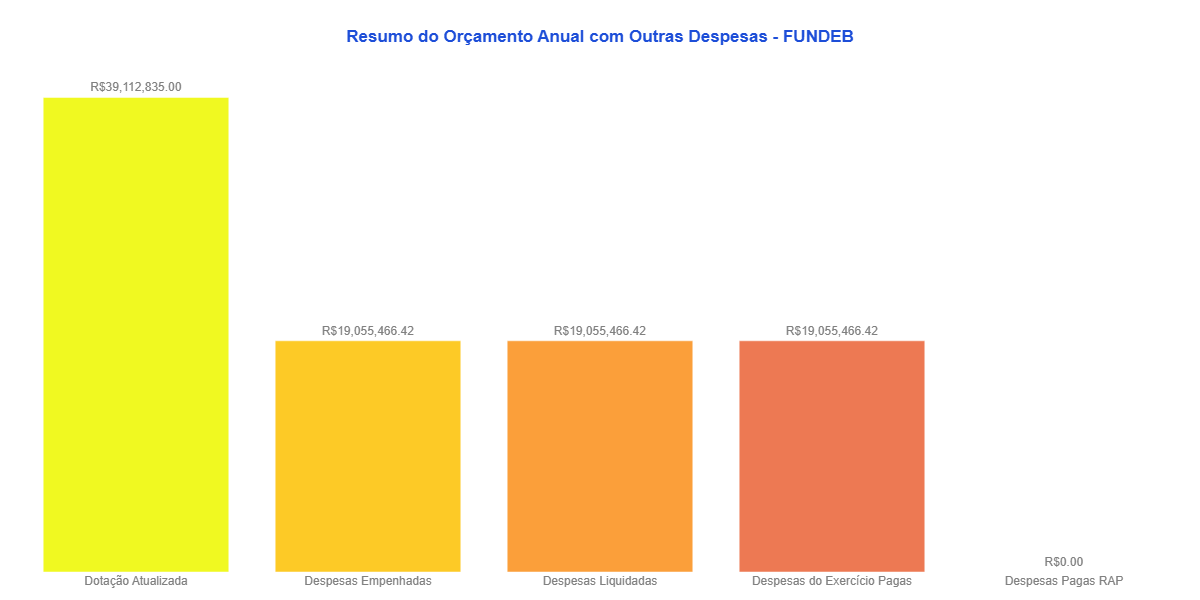 Resumo do Orçamento Anual com Outras Despesas - FUNDEB
R$39,112,835.00
R$19,055,466.42
R$19,055,466.42
R$19,055,466.42
R$0.00
Dotação Atualizada
Despesas Empenhadas
Despesas Liquidadas
Despesas do Exercício Pagas
Despesas Pagas RAP